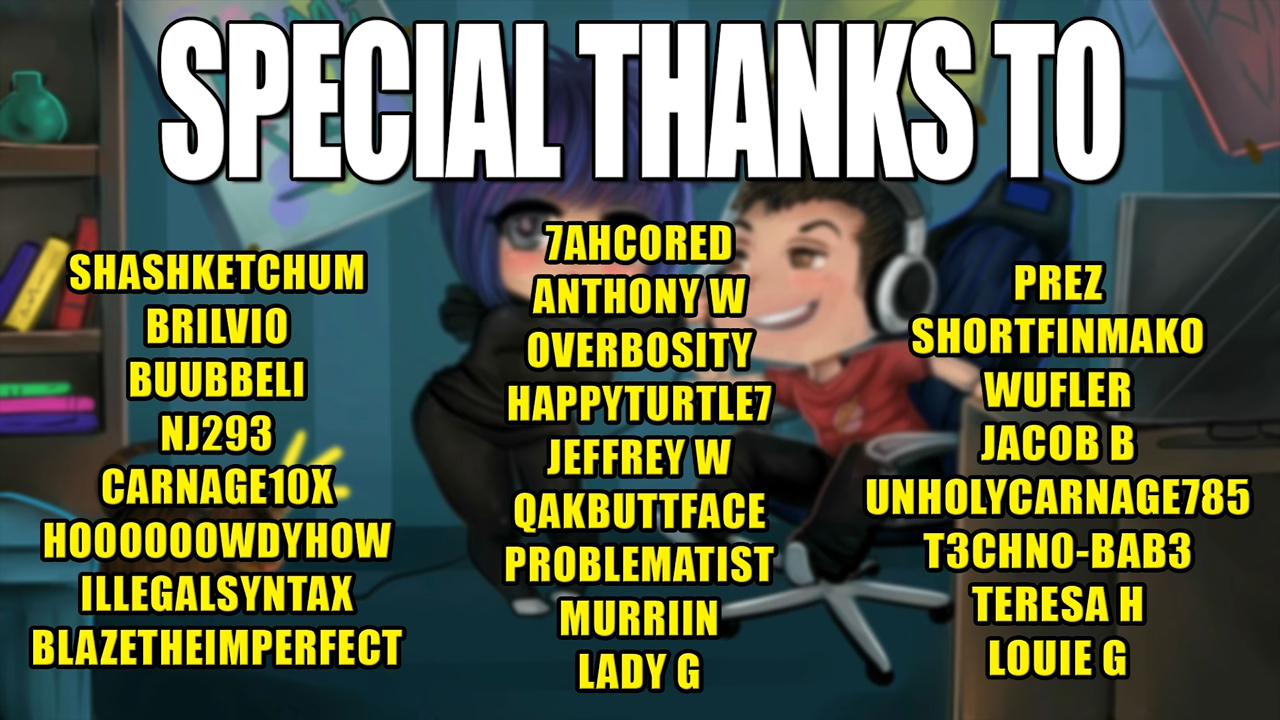 SPECIAL THANKS TO
SHASHKETCHUM
BRILVIO
BUUBBELI
NJ293
CARNAGE10X
HOOOOOOWDYHOW
ILLEGALSYNTAX
BLAZETHEIMPERFECT
7AHCORED
ANTHONY W
OVERBOSITY
HAPPYTURTLE7
JEFFREY W
QAKBUTTFACE
PROBLEMATIST
MURRIIN
LADY G
PREZ
SHORTFINMAKO
WUFLER
JACOB B
UNHOLYCARNAGE785
T3CHNO-BAB3
TERESA H
LOUIE G